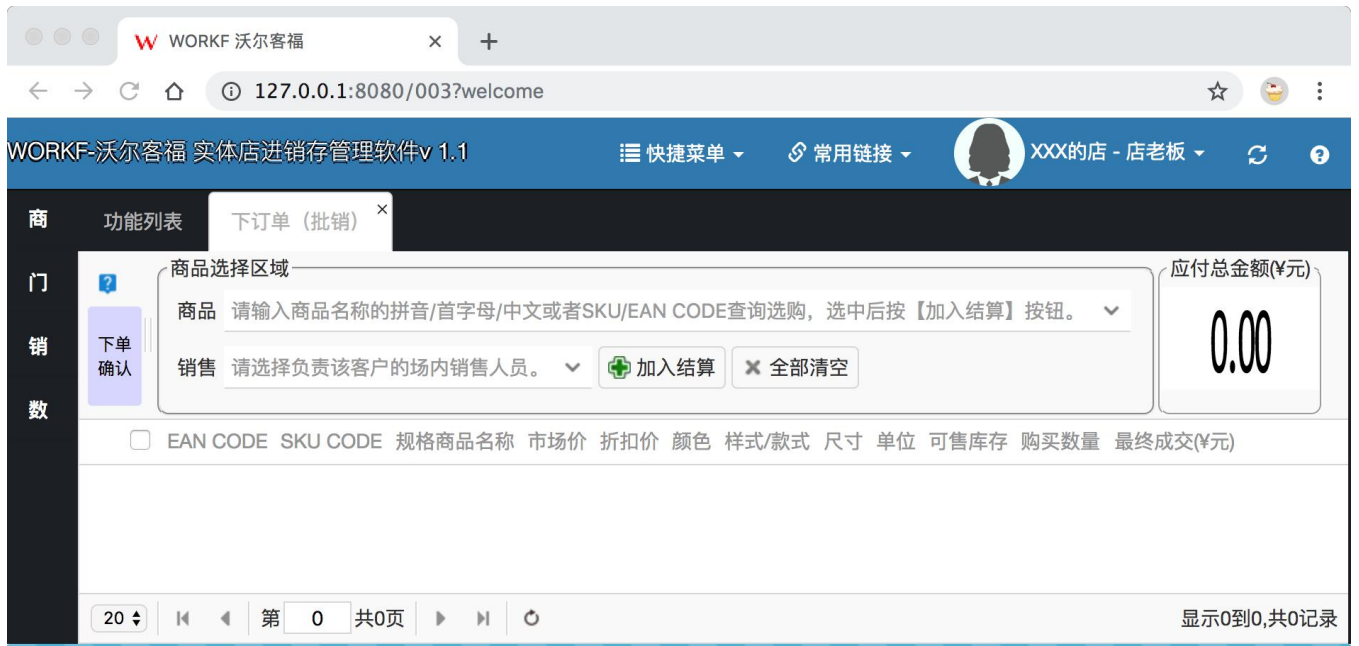 WORKF 沃尔客福
127.0.0.1:8080/003?welcome
WORKF-沃尔客福 实体店进销存管理软件v 1.1 快捷菜单 常用链接 XXX的店 - 店老板
商 功能列表 下订单（批销）
门
销
数
商品选择区域 应付总金额(¥元)
商品 请输入商品名称的拼音/首字母/中文或者SKU/EAN CODE查询选购，选中后按【加入结算】按钮。
0.00
下单
确认
销售 请选择负责该客户的场内销售人员。 加入结算 全部清空
EAN CODE SKU CODE 规格商品名称 市场价 折扣价 颜色 样式/款式 尺寸 单位 可售库存 购买数量 最终成交(¥元)
20 第 0 共0页 显示0到0,共0记录